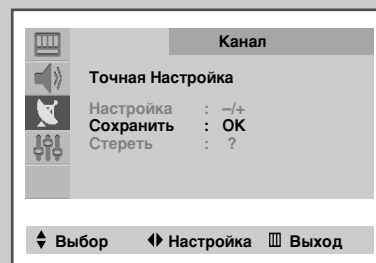 Канал
Точная Настройка
Настройка : –/+
Сохранить : OK
Стереть : ?
Выбор Настройка Выход